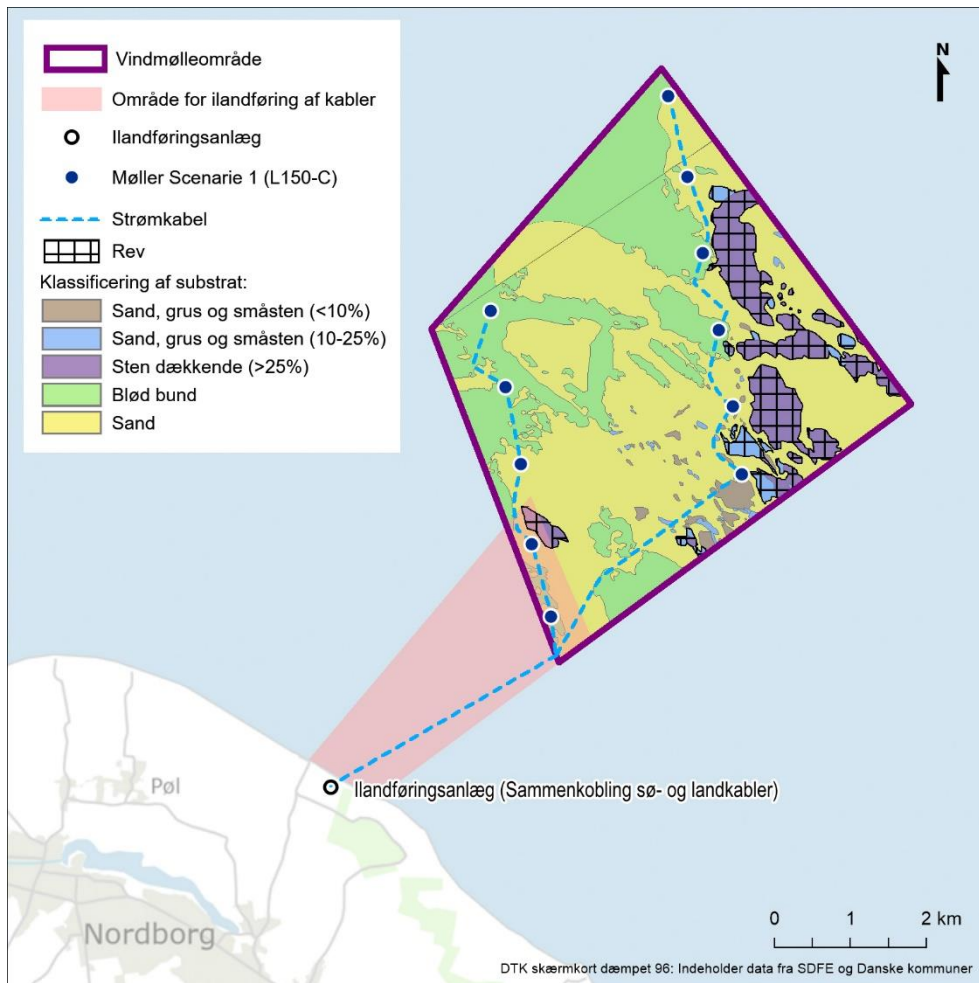 Vindmølleområde
Område for ilandføring af kabler
Ilandføringsanlæg
Møller Scenarie 1 (L150-C)
Strømkabel
Rev
Klassificering af substrat:
Sand, grus og småsten (<10%)
Sand, grus og småsten (10-25%)
Sten dækkende (>25%)
Blød bund
Sand
N
Pøl
Ilandføringsanlæg (Sammenkobling sø- og landkabler)
Nordborg
0 1 2 km
DTK skærmkort dæmpet 96: Indeholder data fra SDFE og Danske kommuner